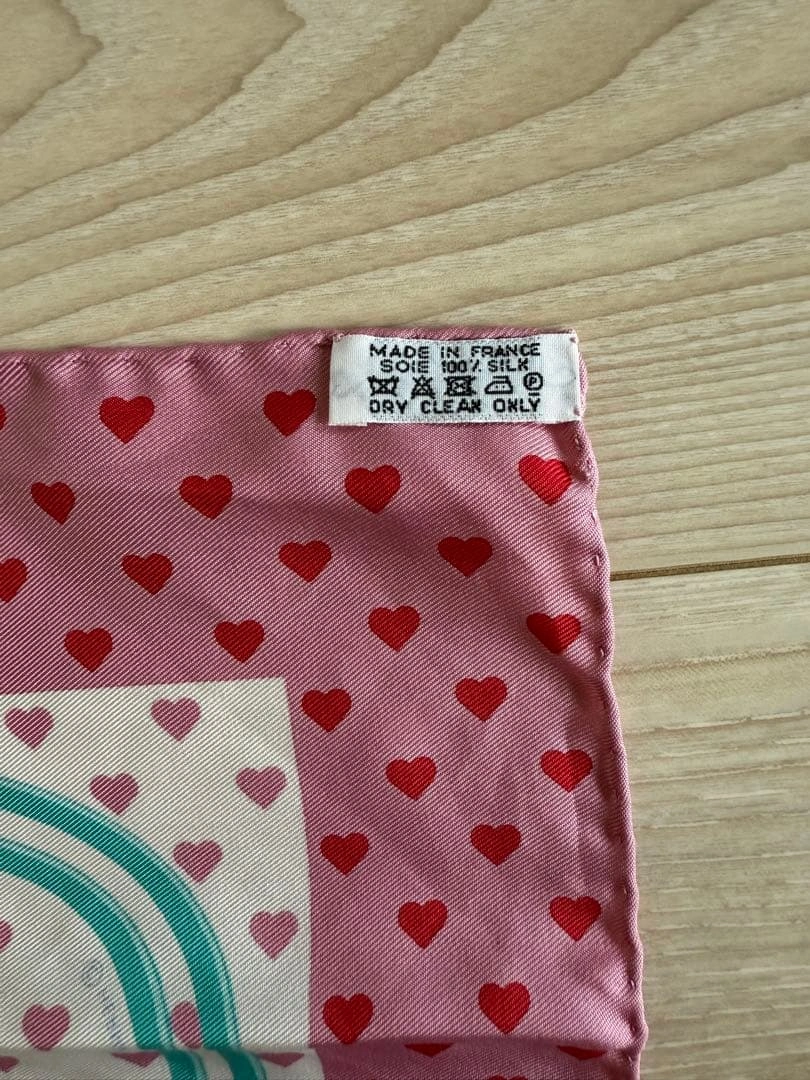 MADE IN FRANCE
SOIE 100% SILK
P
DRY CLEAN ONLY
©